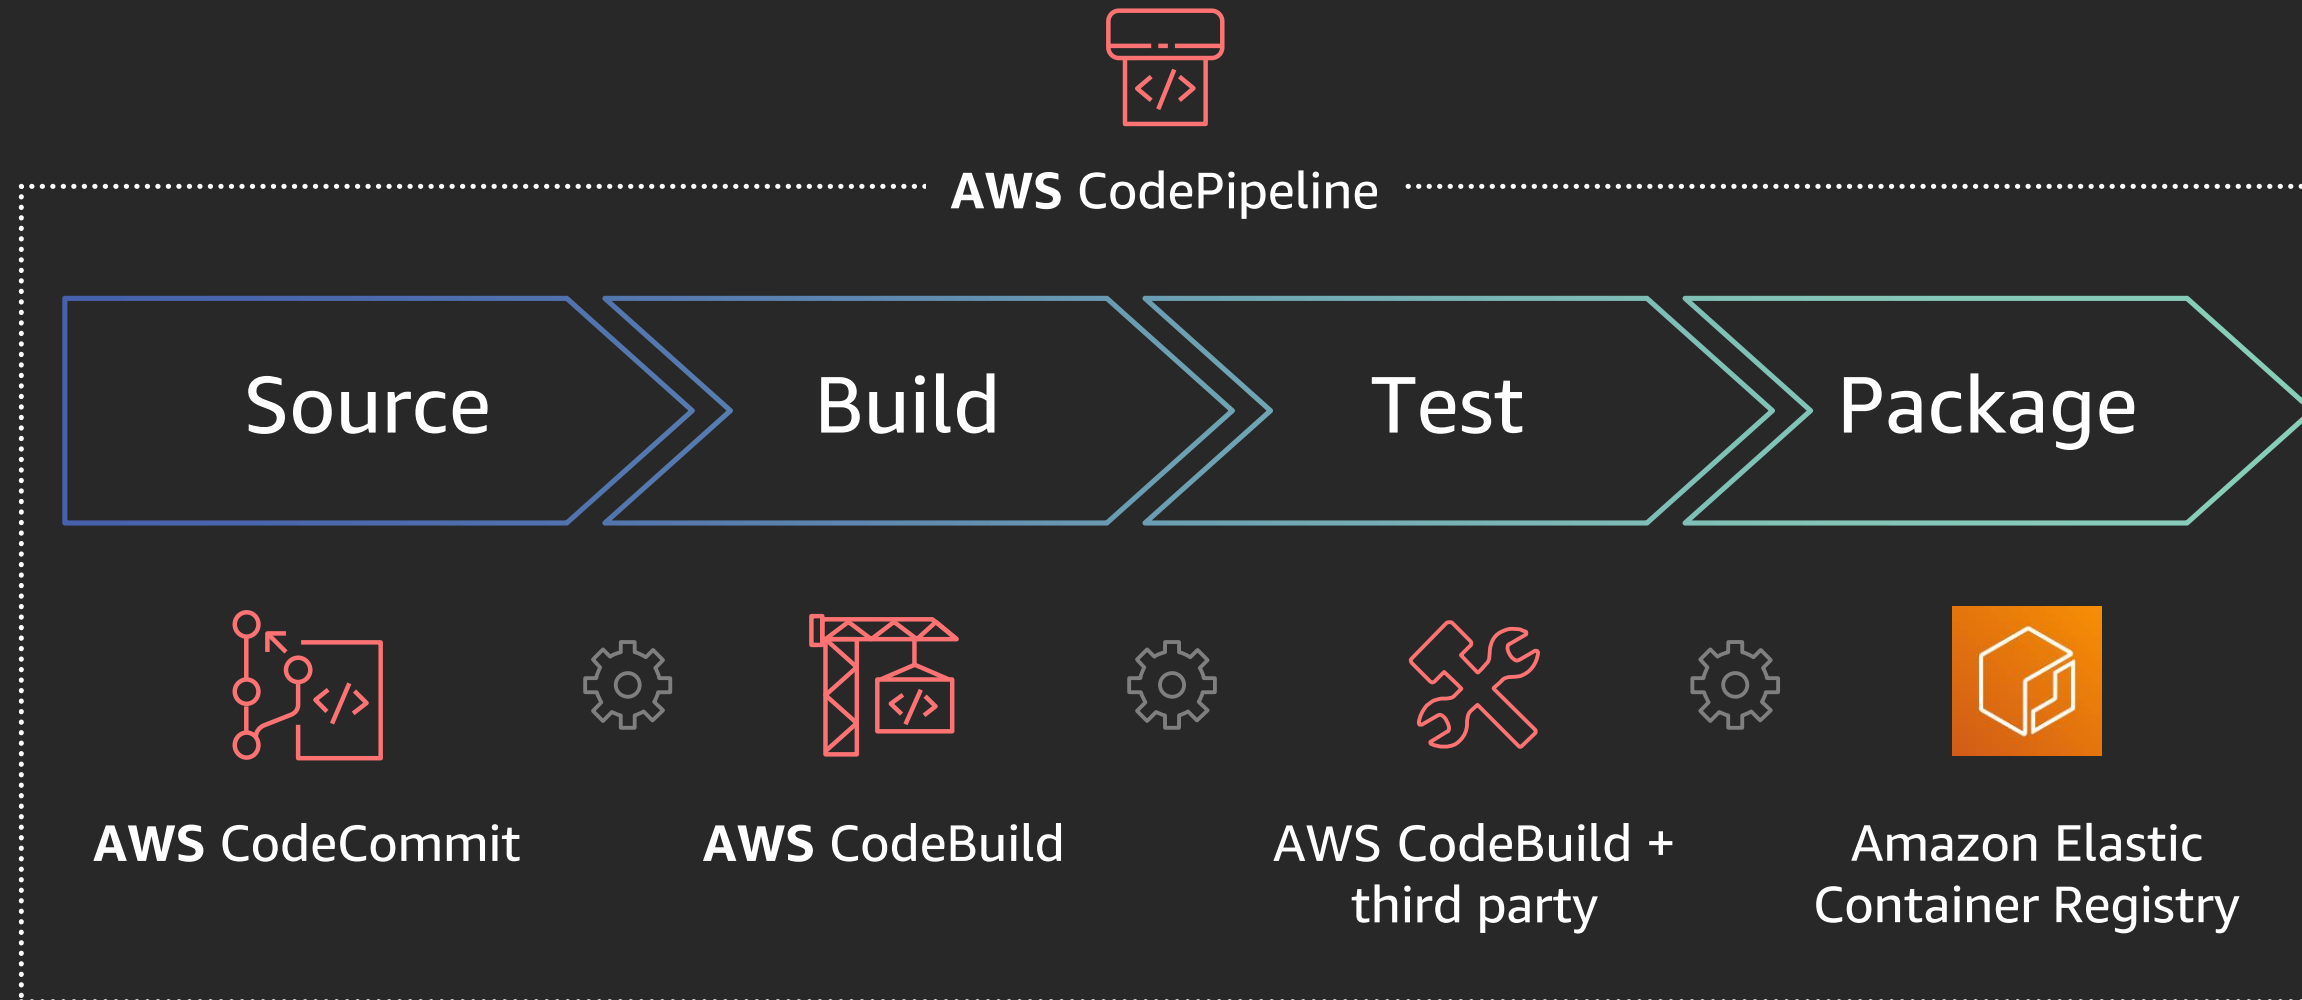 AWS CodePipeline
Source
Build
Test
Package
AWS CodeCommit
AWS CodeBuild
AWS CodeBuild +
third party
Amazon Elastic
Container Registry